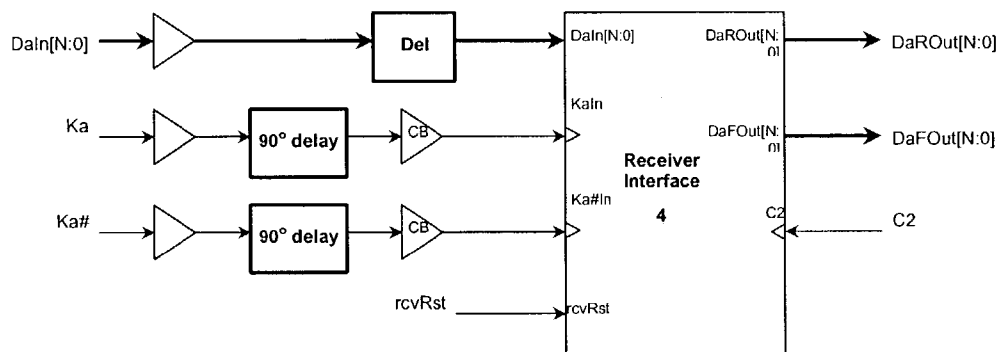 DaIn[N:0]
Del
DaIn[N:0]
DaROut[N:
0]
DaROut[N:0]
Ka
90° delay
CB
KaIn
DaFOut[N:
0]
DaFOut[N:0]
Receiver
Interface
4
Ka#
90° delay
CB
Ka#In
C2
C2
rcvRst
rcvRst